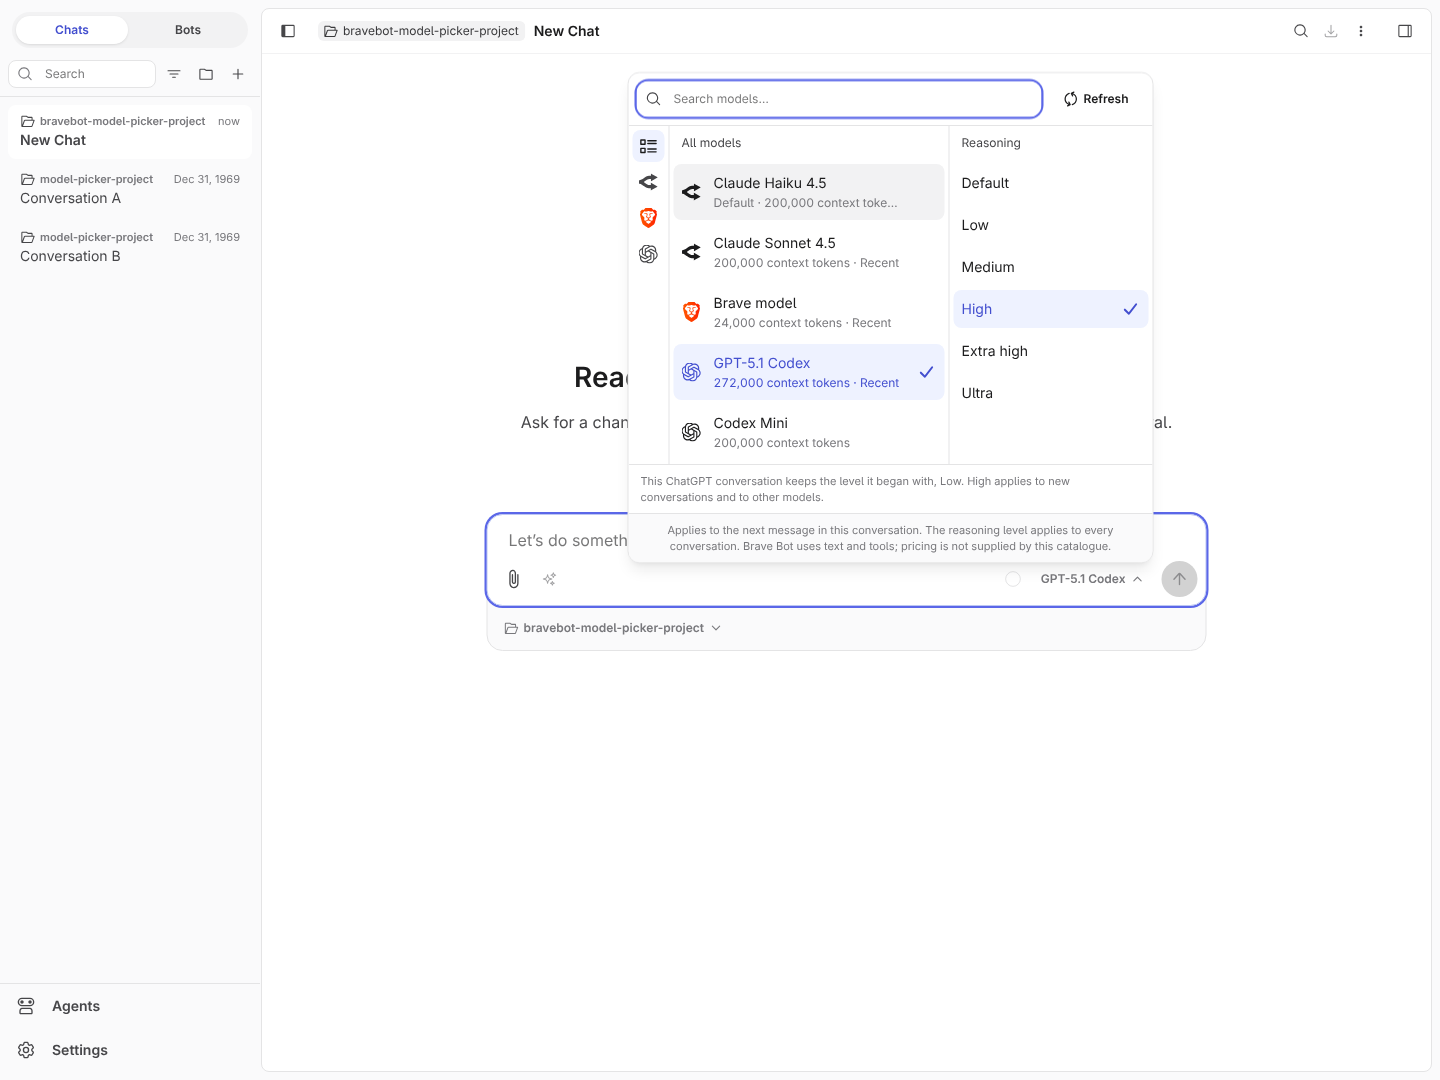 Chats
Bots
Search
bravebot-model-picker-project
now
New Chat
model-picker-project
Dec 31, 1969
Conversation A
model-picker-project
Dec 31, 1969
Conversation B
Agents
Settings
bravebot-model-picker-project
New Chat
Search models...
Refresh
All models
Claude Haiku 4.5
Default · 200,000 context toke...
Claude Sonnet 4.5
200,000 context tokens · Recent
Brave model
24,000 context tokens · Recent
GPT-5.1 Codex
272,000 context tokens · Recent
Codex Mini
200,000 context tokens
Reasoning
Default
Low
Medium
High
Extra high
Ultra
This ChatGPT conversation keeps the level it began with, Low. High applies to new
conversations and to other models.
Applies to the next message in this conversation. The reasoning level applies to every
conversation. Brave Bot uses text and tools; pricing is not supplied by this catalogue.
Ask for a chan
al.
Let's do someth
GPT-5.1 Codex
bravebot-model-picker-project